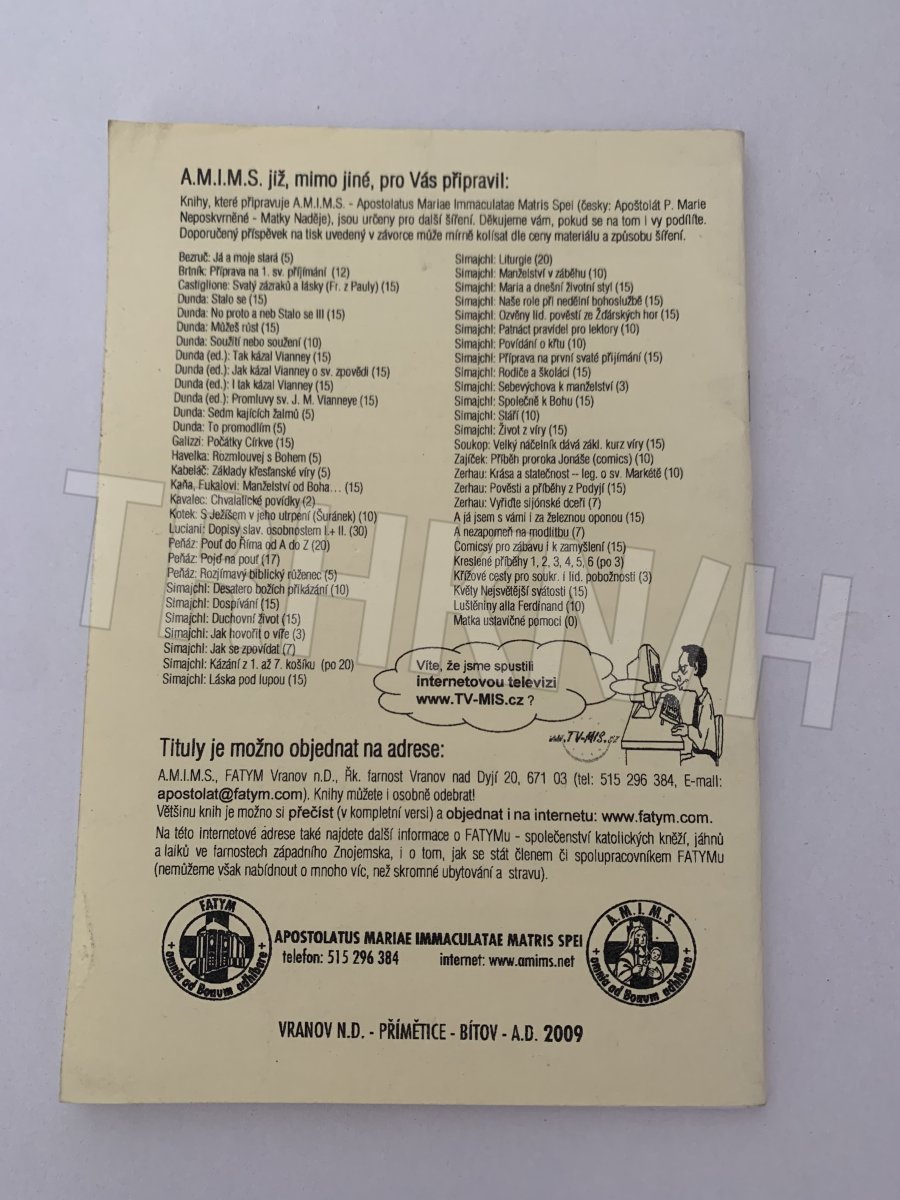 A.M.I.M.S. již, mimo jiné, pro Vás připravil:
Knihy, které připravuje A.M.I.M.S. - Apostolatus Mariae Immaculatae Matris Spei (česky: Apoštolát P. Marie
Neposkvrněné - Matky Naděje), jsou určeny pro další šíření. Děkujeme vám, pokud se na tom i vy podílíte.
Doporučený příspěvek na tisk uvedený v závorce může mírně kolísat dle ceny materiálu a způsobu šíření.
Bezruč: Já a moje stará (5)
Brtník: Příprava na 1. sv. přijímání (12)
Castiglione: Svatý zázraků a lásky (Fr. z Pauly) (15)
Dunda: Stalo se (15)
Dunda: No proto a neb Stalo se III (15)
Dunda: Můžeš růst (15)
Dunda: Soužití nebo soužení (10)
Dunda (ed.): Tak kázal Vianney (15)
Dunda (ed.): Jak kázal Vianney o sv. zpovědi (15)
Dunda (ed.): I tak kázal Vianney (15)
Dunda (ed.): Promluvy sv. J. M. Vianneye (15)
Dunda: Sedm kajících žalmů (5)
Dunda: To promodlím (5)
Galizzi: Počátky Církve (15)
Havelka: Rozmlouvej s Bohem (5)
Kabeláč: Základy křesťanské víry (5)
Kaňa, Fukalovi: Manželství od Boha... (15)
Kavalec: Chvalalické povídky (2)
Kotek: S Ježíšem v jeho utrpení (Šuránek) (10)
Luciani: Dopisy slav. osobnostem I.+ II. (30)
Peňáz: Pouť do Říma od A do Z (20)
Peňáz: Pojď na pouť (17)
Peňáz: Rozjímavý biblický růženec (5)
Simajchl: Desatero božích přikázání (10)
Simajchl: Dospívání (15)
Simajchl: Duchovní život (15)
Simajchl: Jak hovořit o víře (3)
Simajchl: Jak se zpovídat (7)
Simajchl: Kázání z 1. až 7. košíku (po 20)
Simajchl: Láska pod lupou (15)
Simajchl: Liturgie (20)
Simajchl: Manželství v záběhu (10)
Simajchl: Maria a dnešní životní styl (15)
Simajchl: Naše role při nedělní bohoslužbě (15)
Simajchl: Ozvěny lid. pověstí ze Žďárských hor (15)
Simajchl: Patnáct pravidel pro lektory (10)
Simajchl: Povídání o křtu (10)
Simajchl: Příprava na první svaté přijímání (15)
Simajchl: Rodiče a školáci (15)
Simajchl: Sebevýchova k manželství (3)
Simajchl: Společně k Bohu (15)
Simajchl: Stáří (10)
Simajchl: Život z víry (15)
Soukop: Velký náčelník dává zákl. kurz víry (15)
Zajíček: Příběh proroka Jonáše (comics) (10)
Zerhau: Krása a statečnost -- leg. o sv. Markétě (10)
Zerhau: Pověsti a příběhy z Podyjí (15)
Zerhau: Vyřiďte sijónské dceři (7)
A já jsem s vámi i za železnou oponou (15)
A nezapomeň na modlitbu (7)
Comicsy pro zábavu i k zamyšlení (15)
Kreslené příběhy 1, 2, 3, 4, 5, 6 (po 3)
Křížové cesty pro soukr. i lid. pobožnosti (3)
Květy Nejsvětější svátosti (15)
Luštěniny alla Ferdinand (10)
Matka ustavičné pomoci (0)
Víte, že jsme spustili
internetovou televizi
www.TV-MIS.cz ?
www.TV-MIS.cz
Tituly je možno objednat na adrese:
A.M.I.M.S., FATYM Vranov n.D., Řk. farnost Vranov nad Dyjí 20, 671 03 (tel: 515 296 384, E-mail:
apostolat@fatym.com). Knihy můžete i osobně odebrat!
Většinu knih je možno si přečíst (v kompletní versi) a objednat i na internetu: www.fatym.com.
Na této internetové adrese také najdete další informace o FATYMu - společenství katolických kněží, jáhnů
a laiků ve farnostech západního Znojemska, i o tom, jak se stát členem či spolupracovníkem FATYMu
(nemůžeme však nabídnout o mnoho víc, než skromné ubytování a stravu).
FATYM
omnia ad Bonum adhibere
APOSTOLATUS MARIAE IMMACULATAE MATRIS SPEI
telefon: 515 296 384 internet: www.amims.net
A.M.I.M.S.
omnia ad Bonum adhibere
VRANOV N.D. - PŘÍMĚTICE - BÍTOV - A.D. 2009